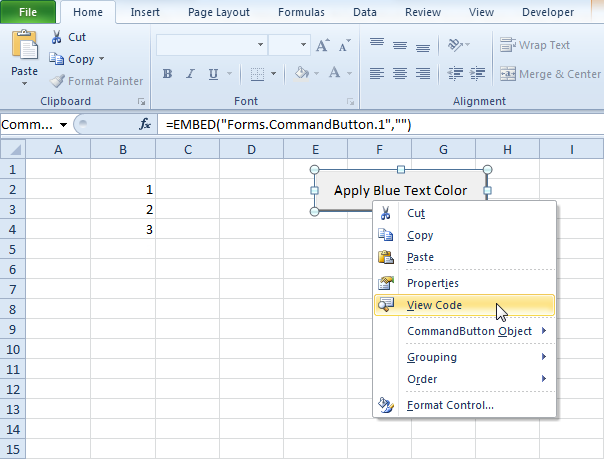 File Home Insert Page Layout Formulas Data Review View Developer
Cut
Copy
Paste
Format Painter
B I U A A A
Wrap Text
Merge & Center
Clipboard Font Alignment
Comm... fx =EMBED("Forms.CommandButton.1","")
A B C D E F G H I
1
2 1 Apply Blue Text Color
3 2
4 3
5
6
7
8
9
10
11
12
13
14
15
Cut
Copy
Paste
Properties
View Code
CommandButton Object
Grouping
Order
Format Control...